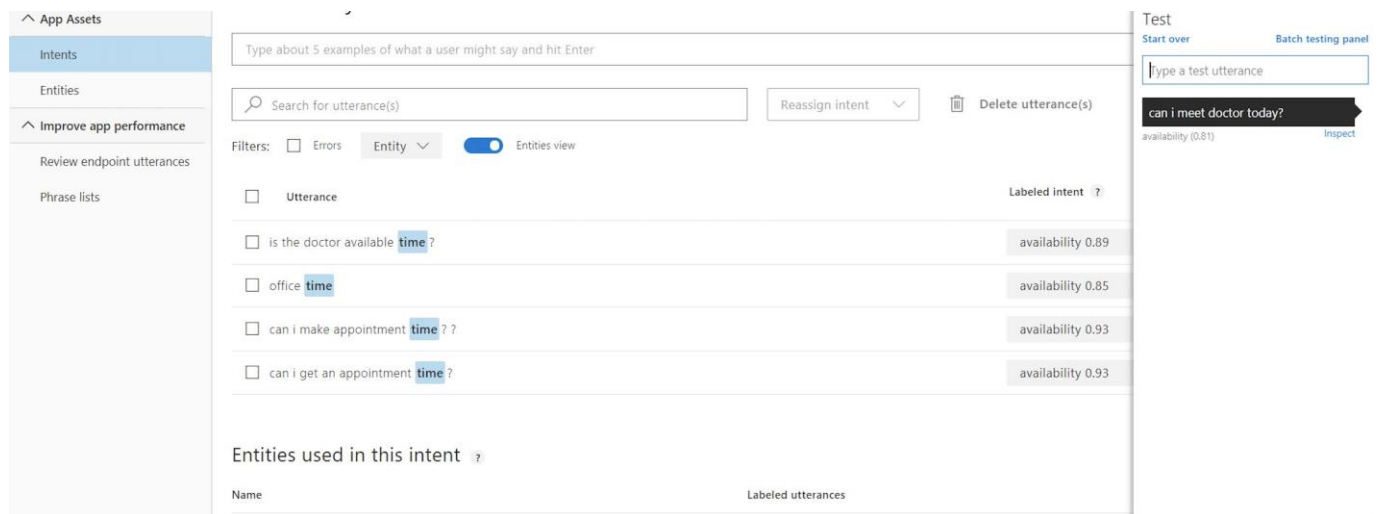 App Assets
Intents
Entities
Improve app performance
Review endpoint utterances
Phrase lists
Type about 5 examples of what a user might say and hit Enter
Search for utterance(s)
Reassign intent
Delete utterance(s)
Filters: Errors Entity Entities view
Utterance Labeled intent ?
is the doctor available time ? availability 0.89
office time availability 0.85
can i make appointment time ? ? availability 0.93
can i get an appointment time ? availability 0.93
Entities used in this intent ?
Name Labeled utterances
Test
Start over Batch testing panel
Type a test utterance
can i meet doctor today?
availability (0.81) Inspect